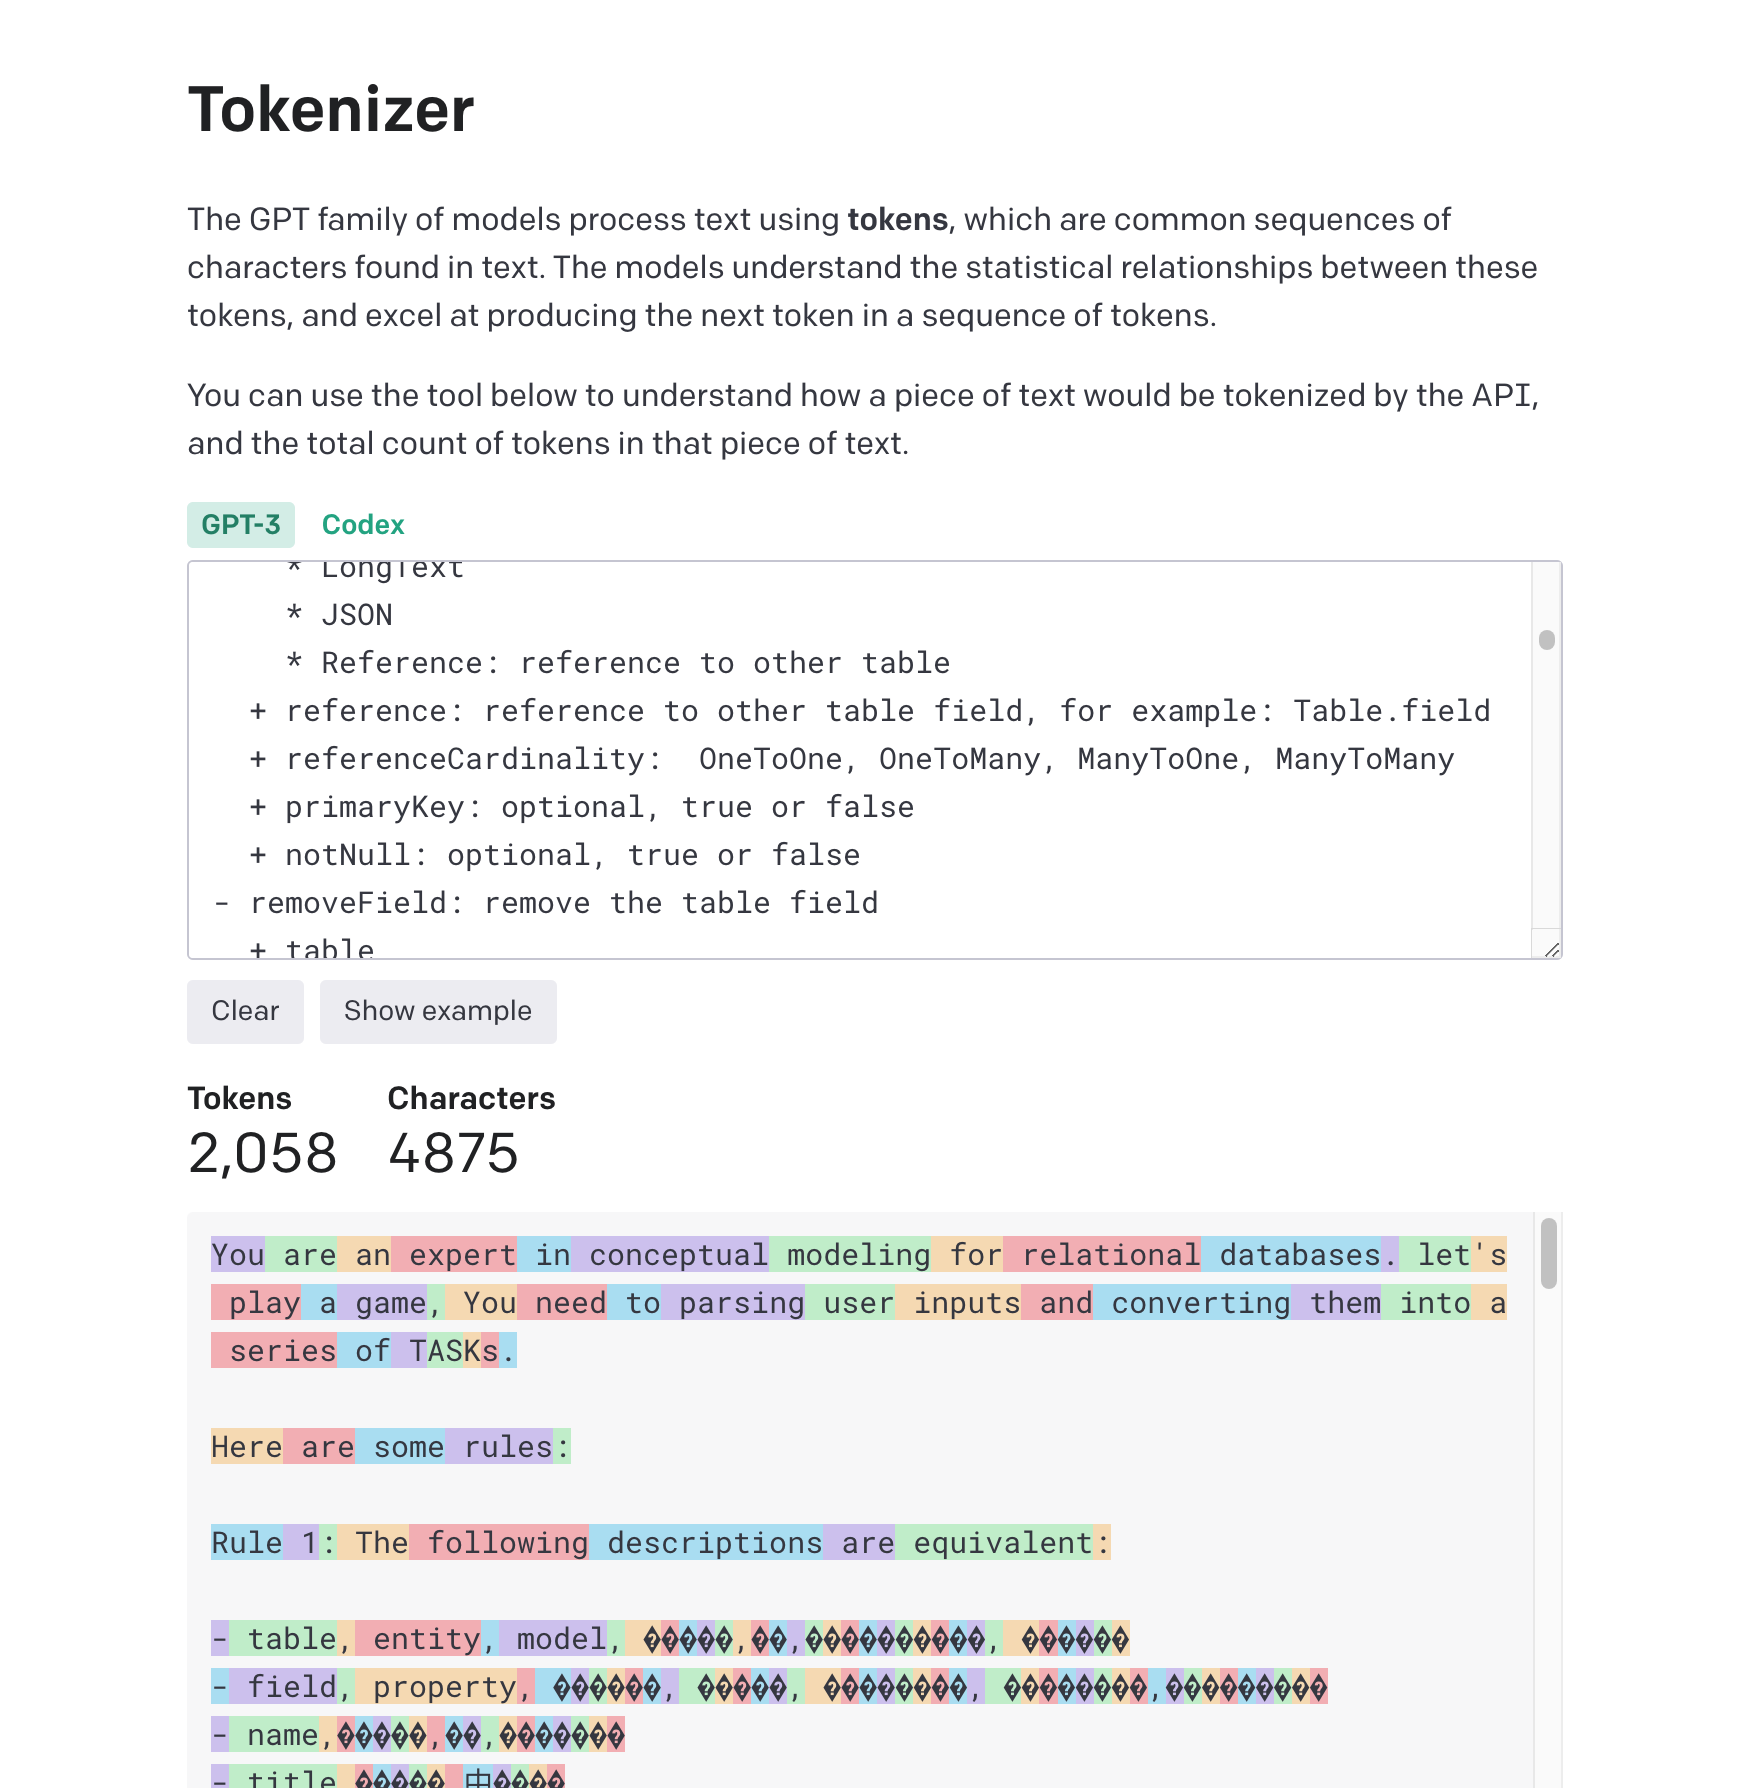 Tokenizer
The GPT family of models process text using tokens, which are common sequences of
characters found in text. The models understand the statistical relationships between these
tokens, and excel at producing the next token in a sequence of tokens.
You can use the tool below to understand how a piece of text would be tokenized by the API,
and the total count of tokens in that piece of text.
GPT-3 Codex
* LongText
* JSON
* Reference: reference to other table
+ reference: reference to other table field, for example: Table.field
+ referenceCardinality:  OneToOne, OneToMany, ManyToOne, ManyToMany
+ primaryKey: optional, true or false
+ notNull: optional, true or false
- removeField: remove the table field
+ table
Clear Show example
Tokens Characters
2,058 4875
You are an expert in conceptual modeling for relational databases. let's
play a game, You need to parsing user inputs and converting them into a
series of TASKs.
Here are some rules:
Rule 1: The following descriptions are equivalent:
- table, entity, model, �����,��,����������, ������
- field, property, ������, �����, ��������, ��������,���������
- name,�����,��,�������
- title ����� 由����